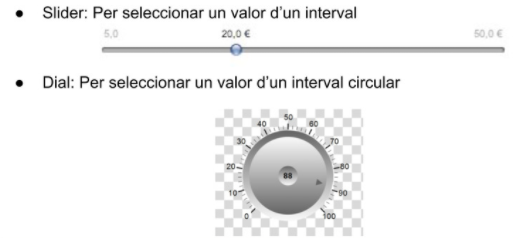 ● Slider: Per seleccionar un valor d’un interval
5,0 20,0 € 50,0 €
● Dial: Per seleccionar un valor d’un interval circular
50
40 60
30 70
20 80
88
10 90
0 100